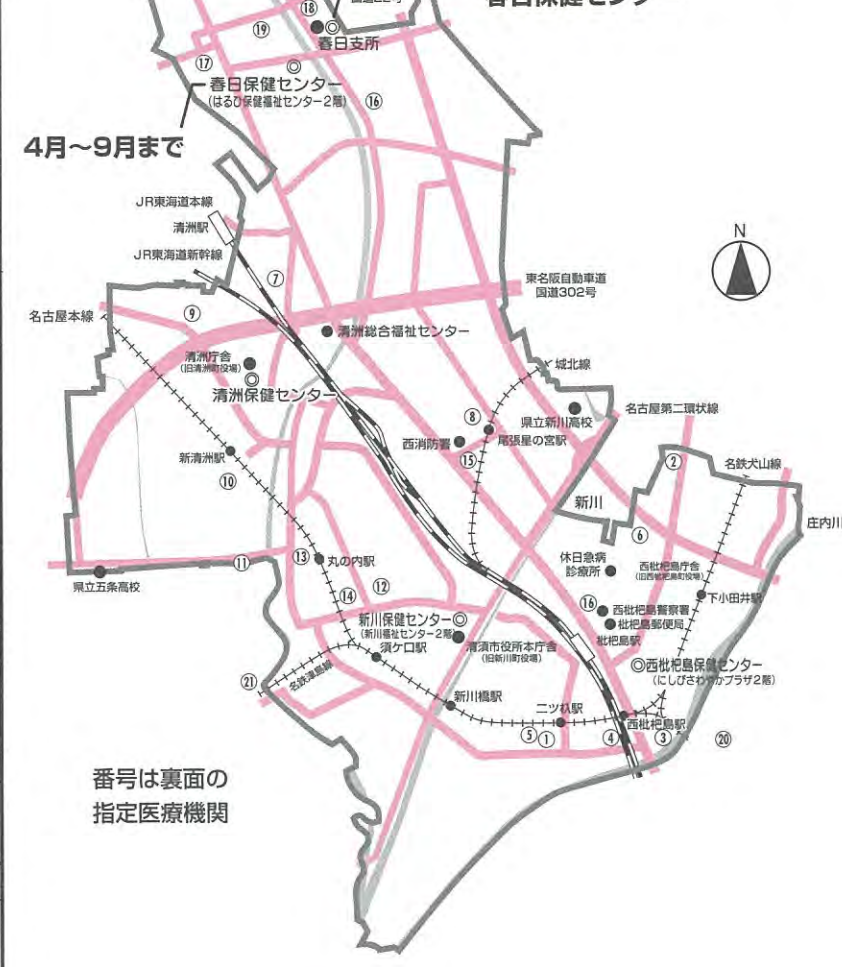 ⑱
⑲
春日支所
⑰
春日保健センター
(はるひ保健福祉センター2階)
⑯
4月～9月まで
JR東海道本線
清洲駅
JR東海道新幹線
N
⑦
東名阪自動車道
国道302号
名古屋本線
⑨
清洲総合福祉センター
清洲庁舎
(旧清洲町役場)
清洲保健センター
城北線
県立新川高校
名古屋第二環状線
⑧
尾張星の宮駅
西消防署
⑮
新清洲駅
⑩
②
名鉄犬山線
新川
庄内川
⑥
休日急病
診療所
西枇杷島庁舎
(旧西枇杷島町役場)
⑪
県立五条高校
⑬
丸の内駅
⑭
⑫
下小田井駅
⑯
西枇杷島警察署
枇杷島郵便局
枇杷島駅
新川保健センター
(新川福祉センター2階)
須ケ口駅
清須市役所本庁舎
(旧新川町役場)
西枇杷島保健センター
(にしびさわやかプラザ2階)
㉑
名鉄津島線
新川橋駅
二ツ杁駅
西枇杷島駅
⑤
①
④
③
⑳
番号は裏面の
指定医療機関